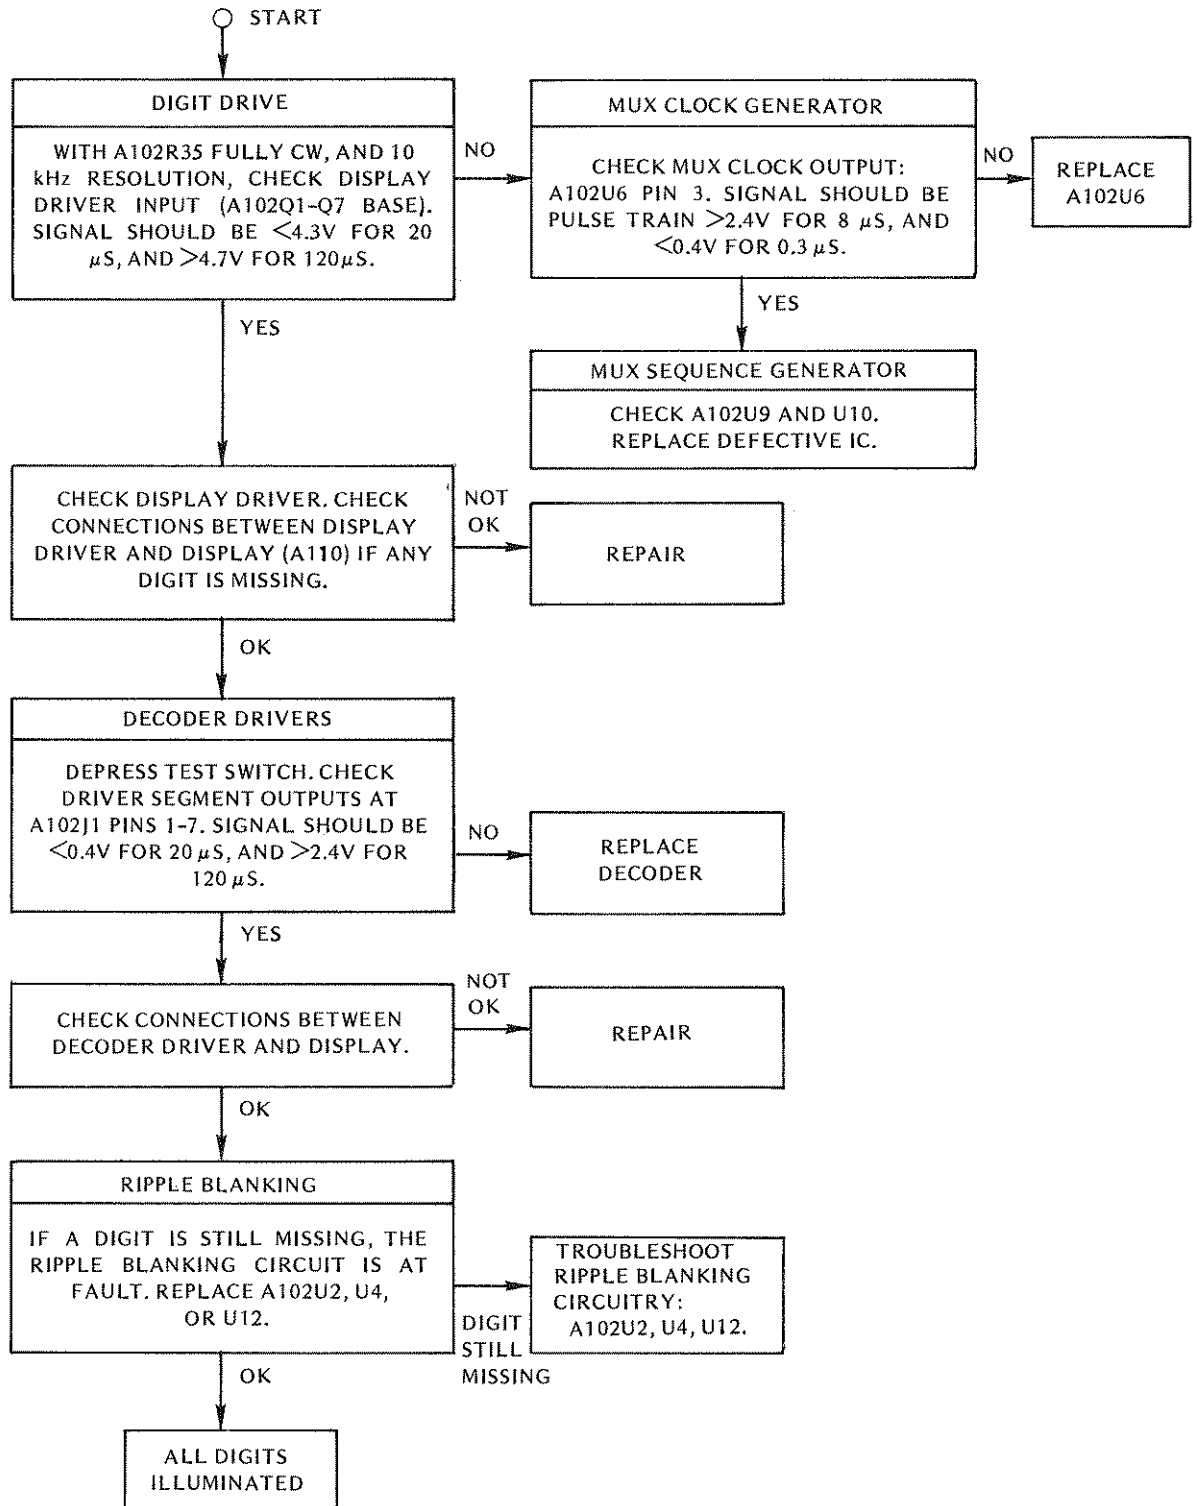 START
DIGIT DRIVE
WITH A102R35 FULLY CW, AND 10
kHz RESOLUTION, CHECK DISPLAY
DRIVER INPUT (A102Q1-Q7 BASE).
SIGNAL SHOULD BE <4.3V FOR 20
μS, AND >4.7V FOR 120μS.
NO
MUX CLOCK GENERATOR
CHECK MUX CLOCK OUTPUT:
A102U6 PIN 3. SIGNAL SHOULD BE
PULSE TRAIN >2.4V FOR 8 μS, AND
<0.4V FOR 0.3 μS.
NO
REPLACE
A102U6
YES
YES
MUX SEQUENCE GENERATOR
CHECK A102U9 AND U10.
REPLACE DEFECTIVE IC.
CHECK DISPLAY DRIVER. CHECK
CONNECTIONS BETWEEN DISPLAY
DRIVER AND DISPLAY (A110) IF ANY
DIGIT IS MISSING.
NOT
OK
REPAIR
OK
DECODER DRIVERS
DEPRESS TEST SWITCH. CHECK
DRIVER SEGMENT OUTPUTS AT
A102J1 PINS 1-7. SIGNAL SHOULD BE
<0.4V FOR 20 μS, AND >2.4V FOR
120 μS.
NO
REPLACE
DECODER
YES
CHECK CONNECTIONS BETWEEN
DECODER DRIVER AND DISPLAY.
NOT
OK
REPAIR
OK
RIPPLE BLANKING
IF A DIGIT IS STILL MISSING, THE
RIPPLE BLANKING CIRCUIT IS AT
FAULT. REPLACE A102U2, U4,
OR U12.
DIGIT
STILL
MISSING
TROUBLESHOOT
RIPPLE BLANKING
CIRCUITRY:
A102U2, U4, U12.
OK
ALL DIGITS
ILLUMINATED